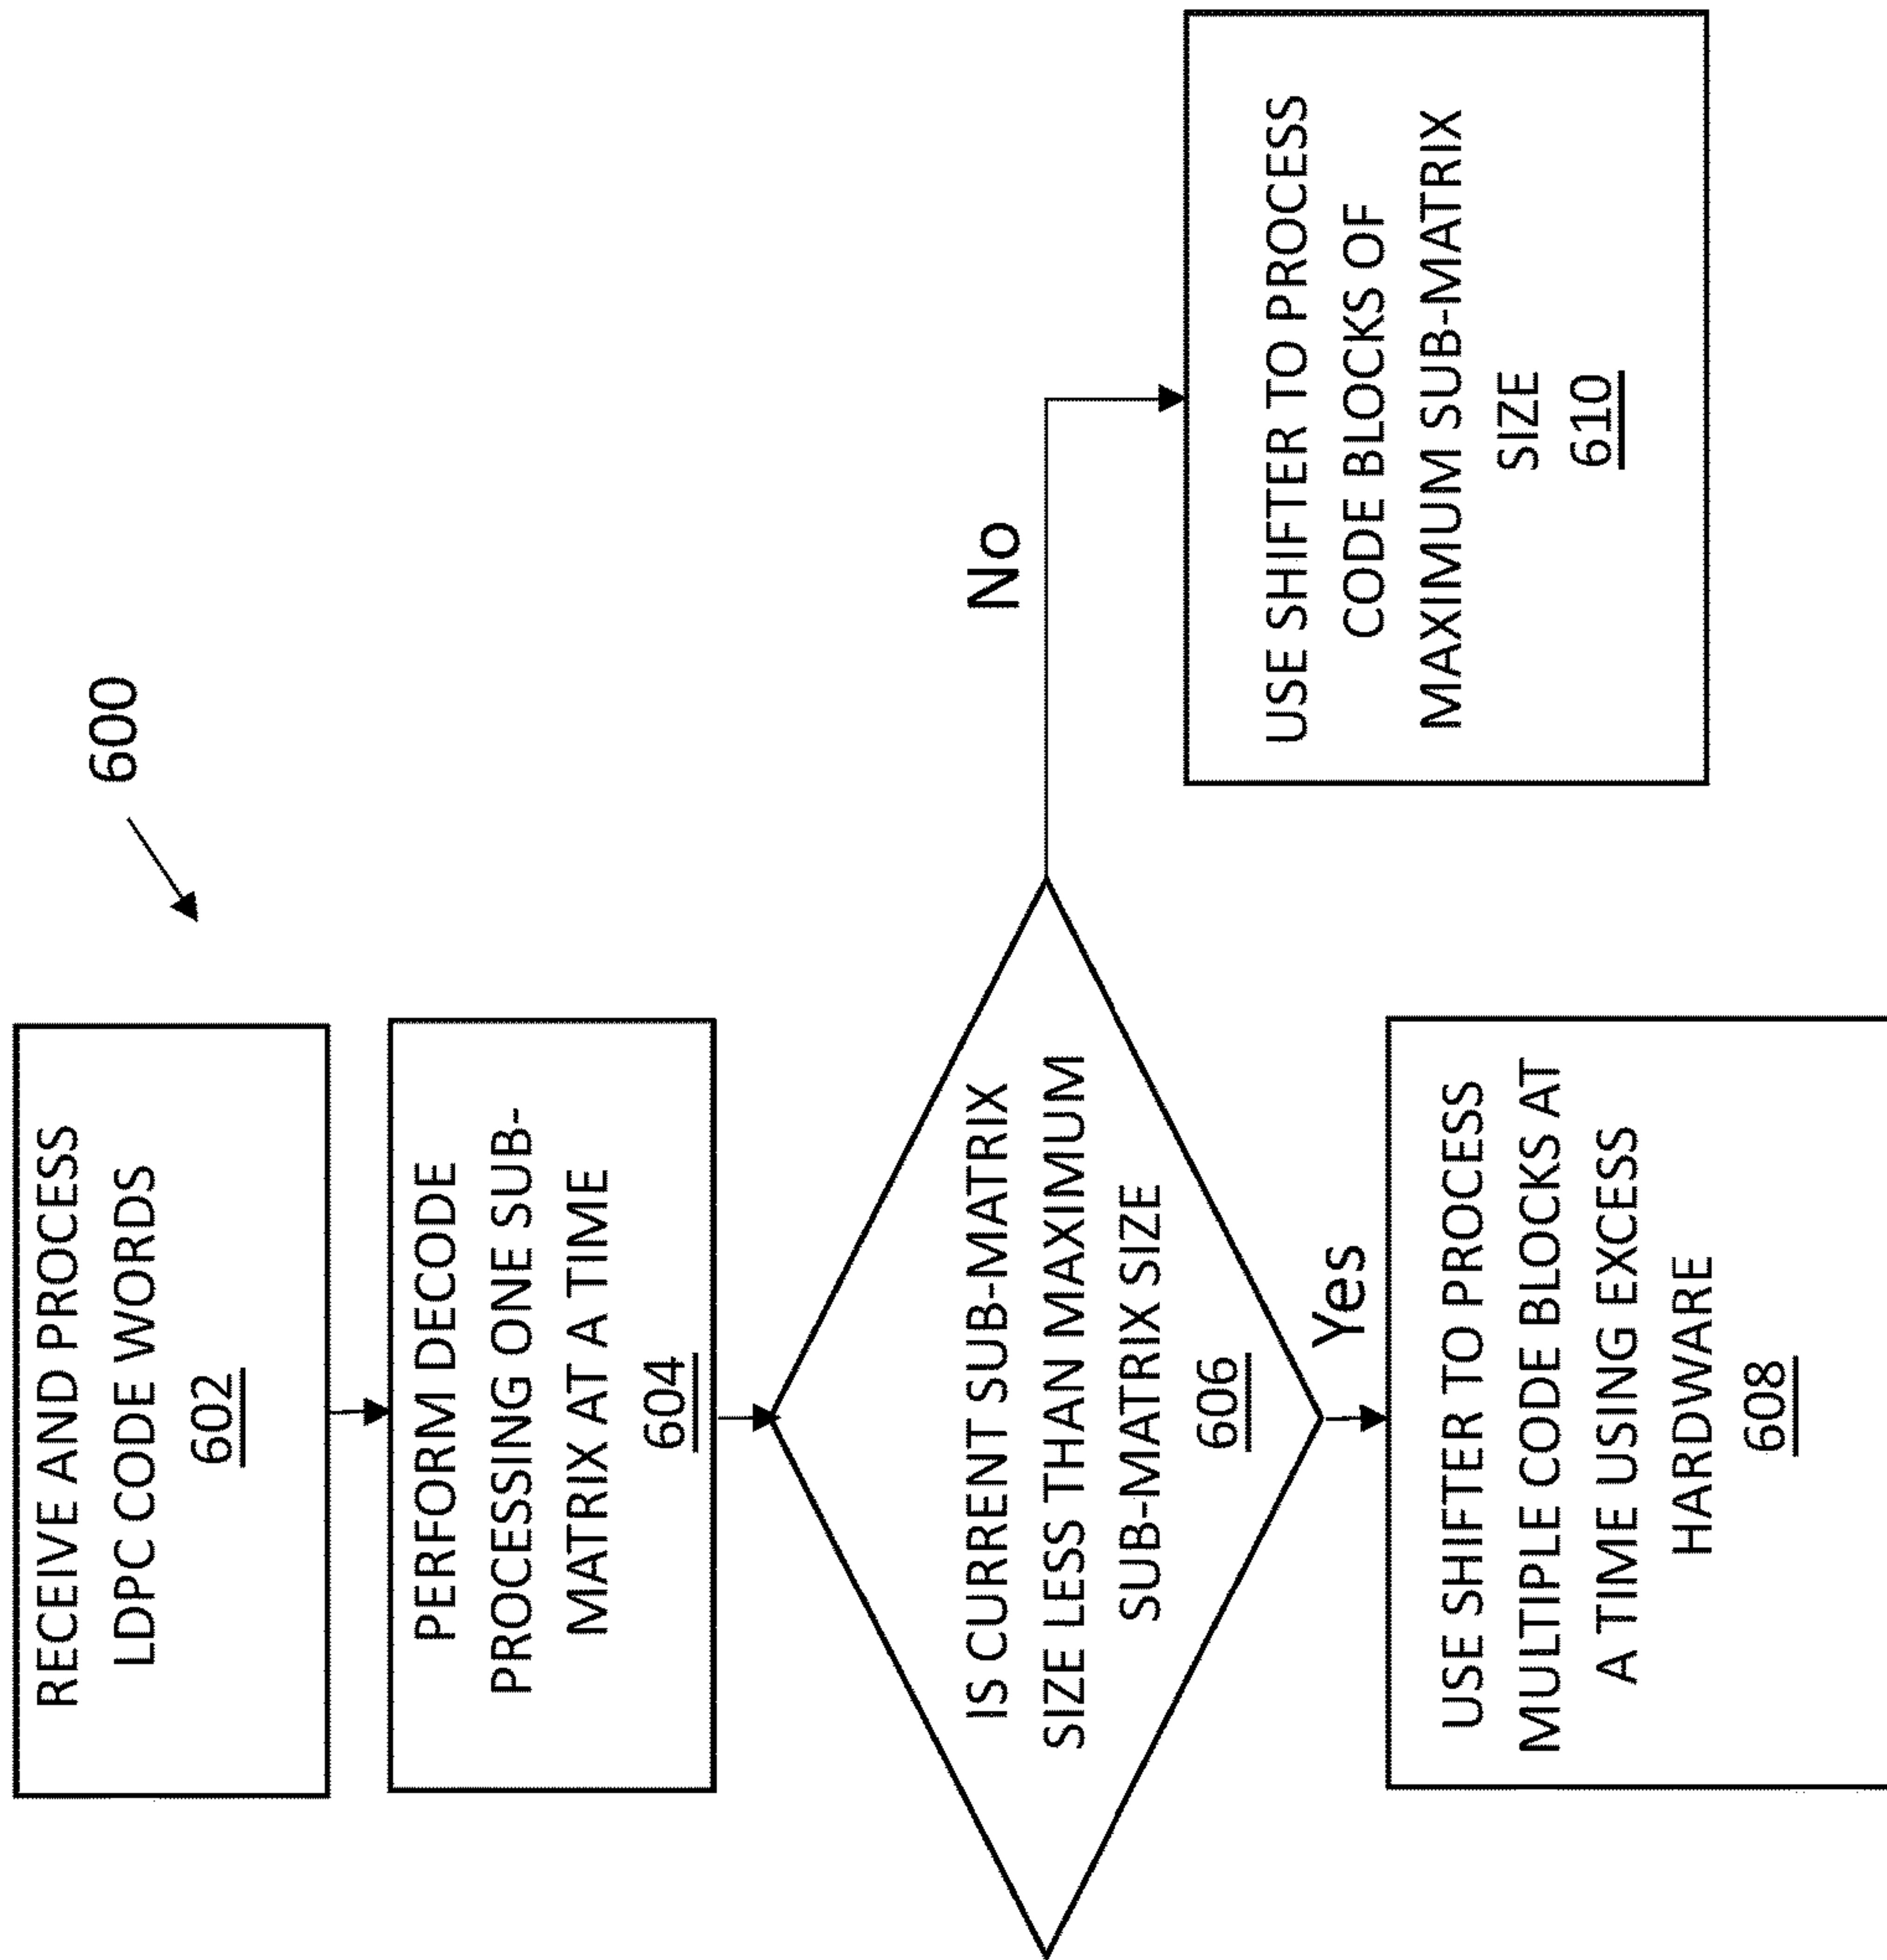 600
RECEIVE AND PROCESS
LDPC CODE WORDS
602
PERFORM DECODE
PROCESSING ONE SUB-
MATRIX AT A TIME
604
IS CURRENT SUB-MATRIX
SIZE LESS THAN MAXIMUM
SUB-MATRIX SIZE
606
No
Yes
USE SHIFTER TO PROCESS
MULTIPLE CODE BLOCKS AT
A TIME USING EXCESS
HARDWARE
608
USE SHIFTER TO PROCESS
CODE BLOCKS OF
MAXIMUM SUB-MATRIX
SIZE
610